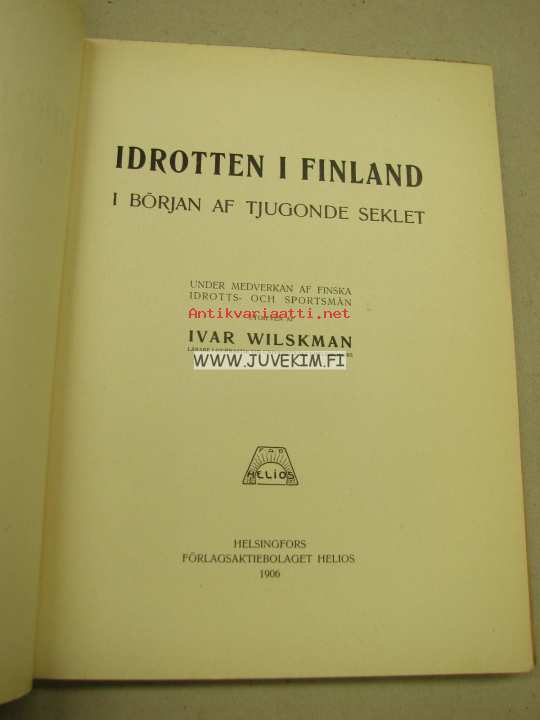 IDROTTEN I FINLAND
I BÖRJAN AF TJUGONDE SEKLET
UNDER MEDVERKAN AF FINSKA
IDROTTS- OCH SPORTSMÄN
Antikvariaatti.net
IVAR WILSKMAN
WWW.JUVEKIM.FI
F A B
HELIOS
HELSINGFORS
FÖRLAGSAKTIEBOLAGET HELIOS
1906